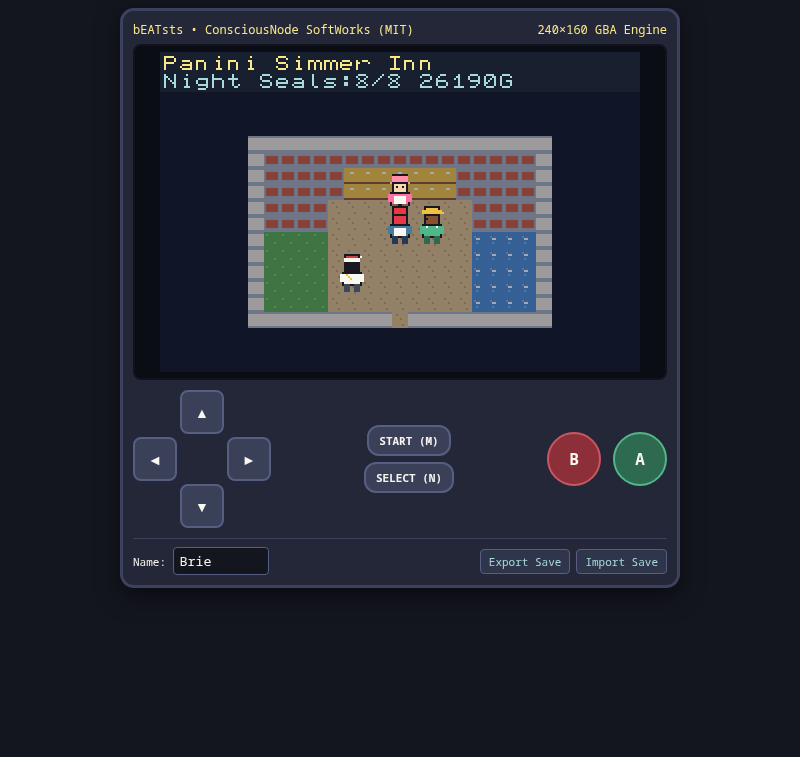 bEATsts • ConsciousNode SoftWorks (MIT)
240×160 GBA Engine
Panini Simmer Inn
Night Seals:8/8 26190G
▲
◄
►
▼
START (M)
SELECT (N)
B
A
Name: Brie
Export Save
Import Save